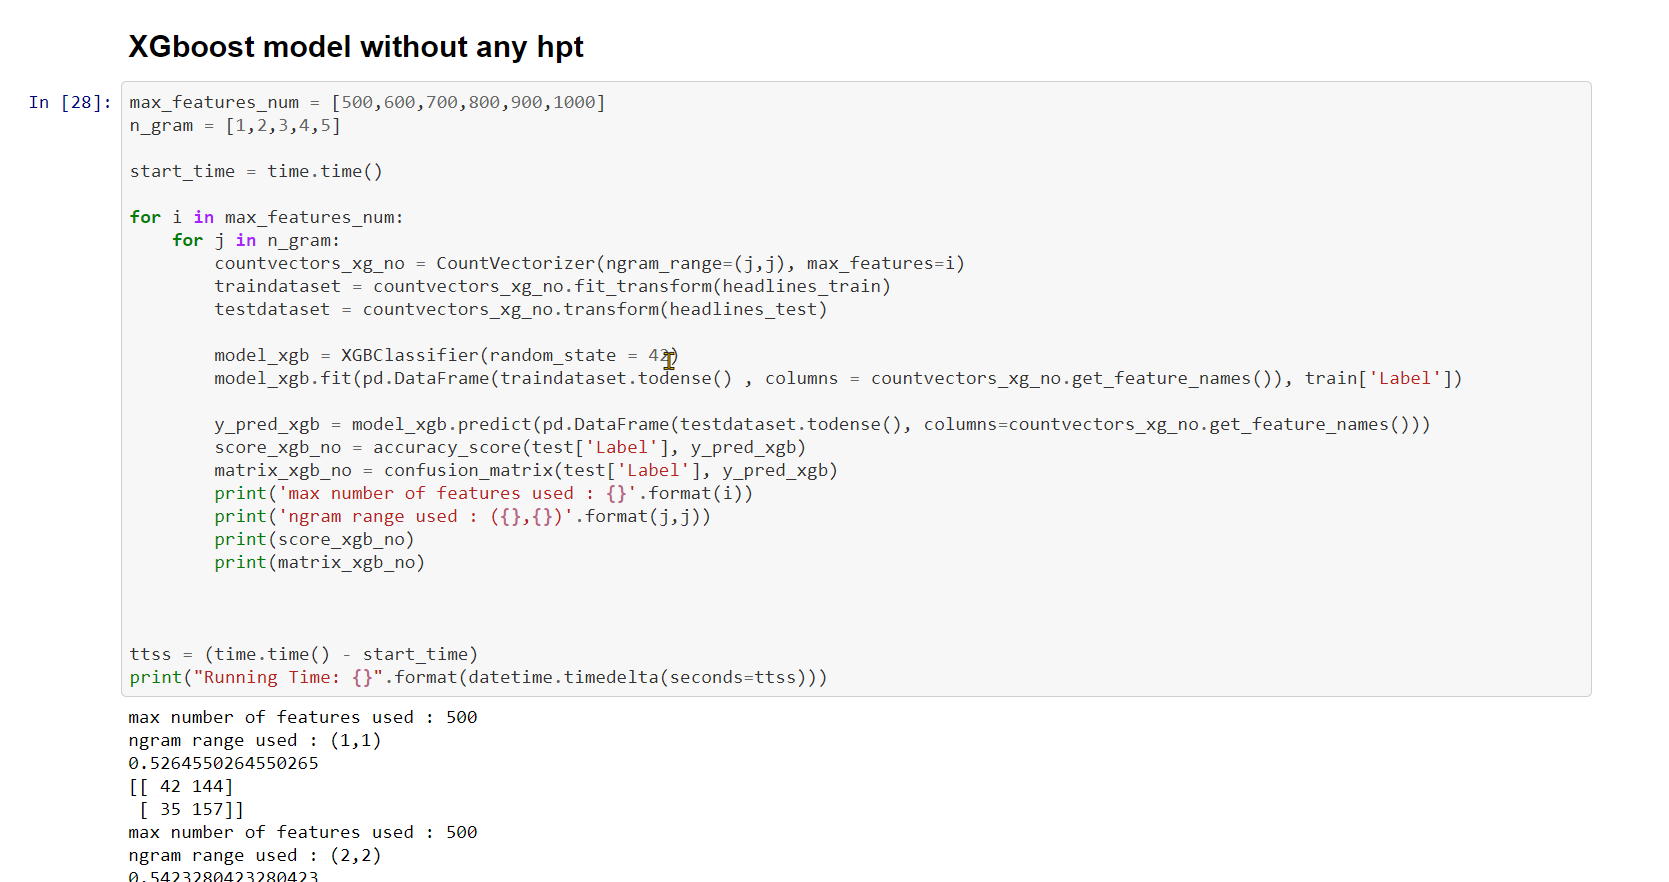 XGboost model without any hpt
In [28]:
max_features_num = [500,600,700,800,900,1000]
n_gram = [1,2,3,4,5]
start_time = time.time()
for i in max_features_num:
for j in n_gram:
countvectors_xg_no = CountVectorizer(ngram_range=(j,j), max_features=i)
traindataset = countvectors_xg_no.fit_transform(headlines_train)
testdataset = countvectors_xg_no.transform(headlines_test)
model_xgb = XGBClassifier(random_state = 42)
model_xgb.fit(pd.DataFrame(traindataset.todense() , columns = countvectors_xg_no.get_feature_names()), train['Label'])
y_pred_xgb = model_xgb.predict(pd.DataFrame(testdataset.todense(), columns=countvectors_xg_no.get_feature_names()))
score_xgb_no = accuracy_score(test['Label'], y_pred_xgb)
matrix_xgb_no = confusion_matrix(test['Label'], y_pred_xgb)
print('max number of features used : {}'.format(i))
print('ngram range used : ({},{})'.format(j,j))
print(score_xgb_no)
print(matrix_xgb_no)
ttss = (time.time() - start_time)
print("Running Time: {}".format(datetime.timedelta(seconds=ttss)))
max number of features used : 500
ngram range used : (1,1)
0.5264550264550265
[[ 42 144]
[ 35 157]]
max number of features used : 500
ngram range used : (2,2)
0.5423280423280423